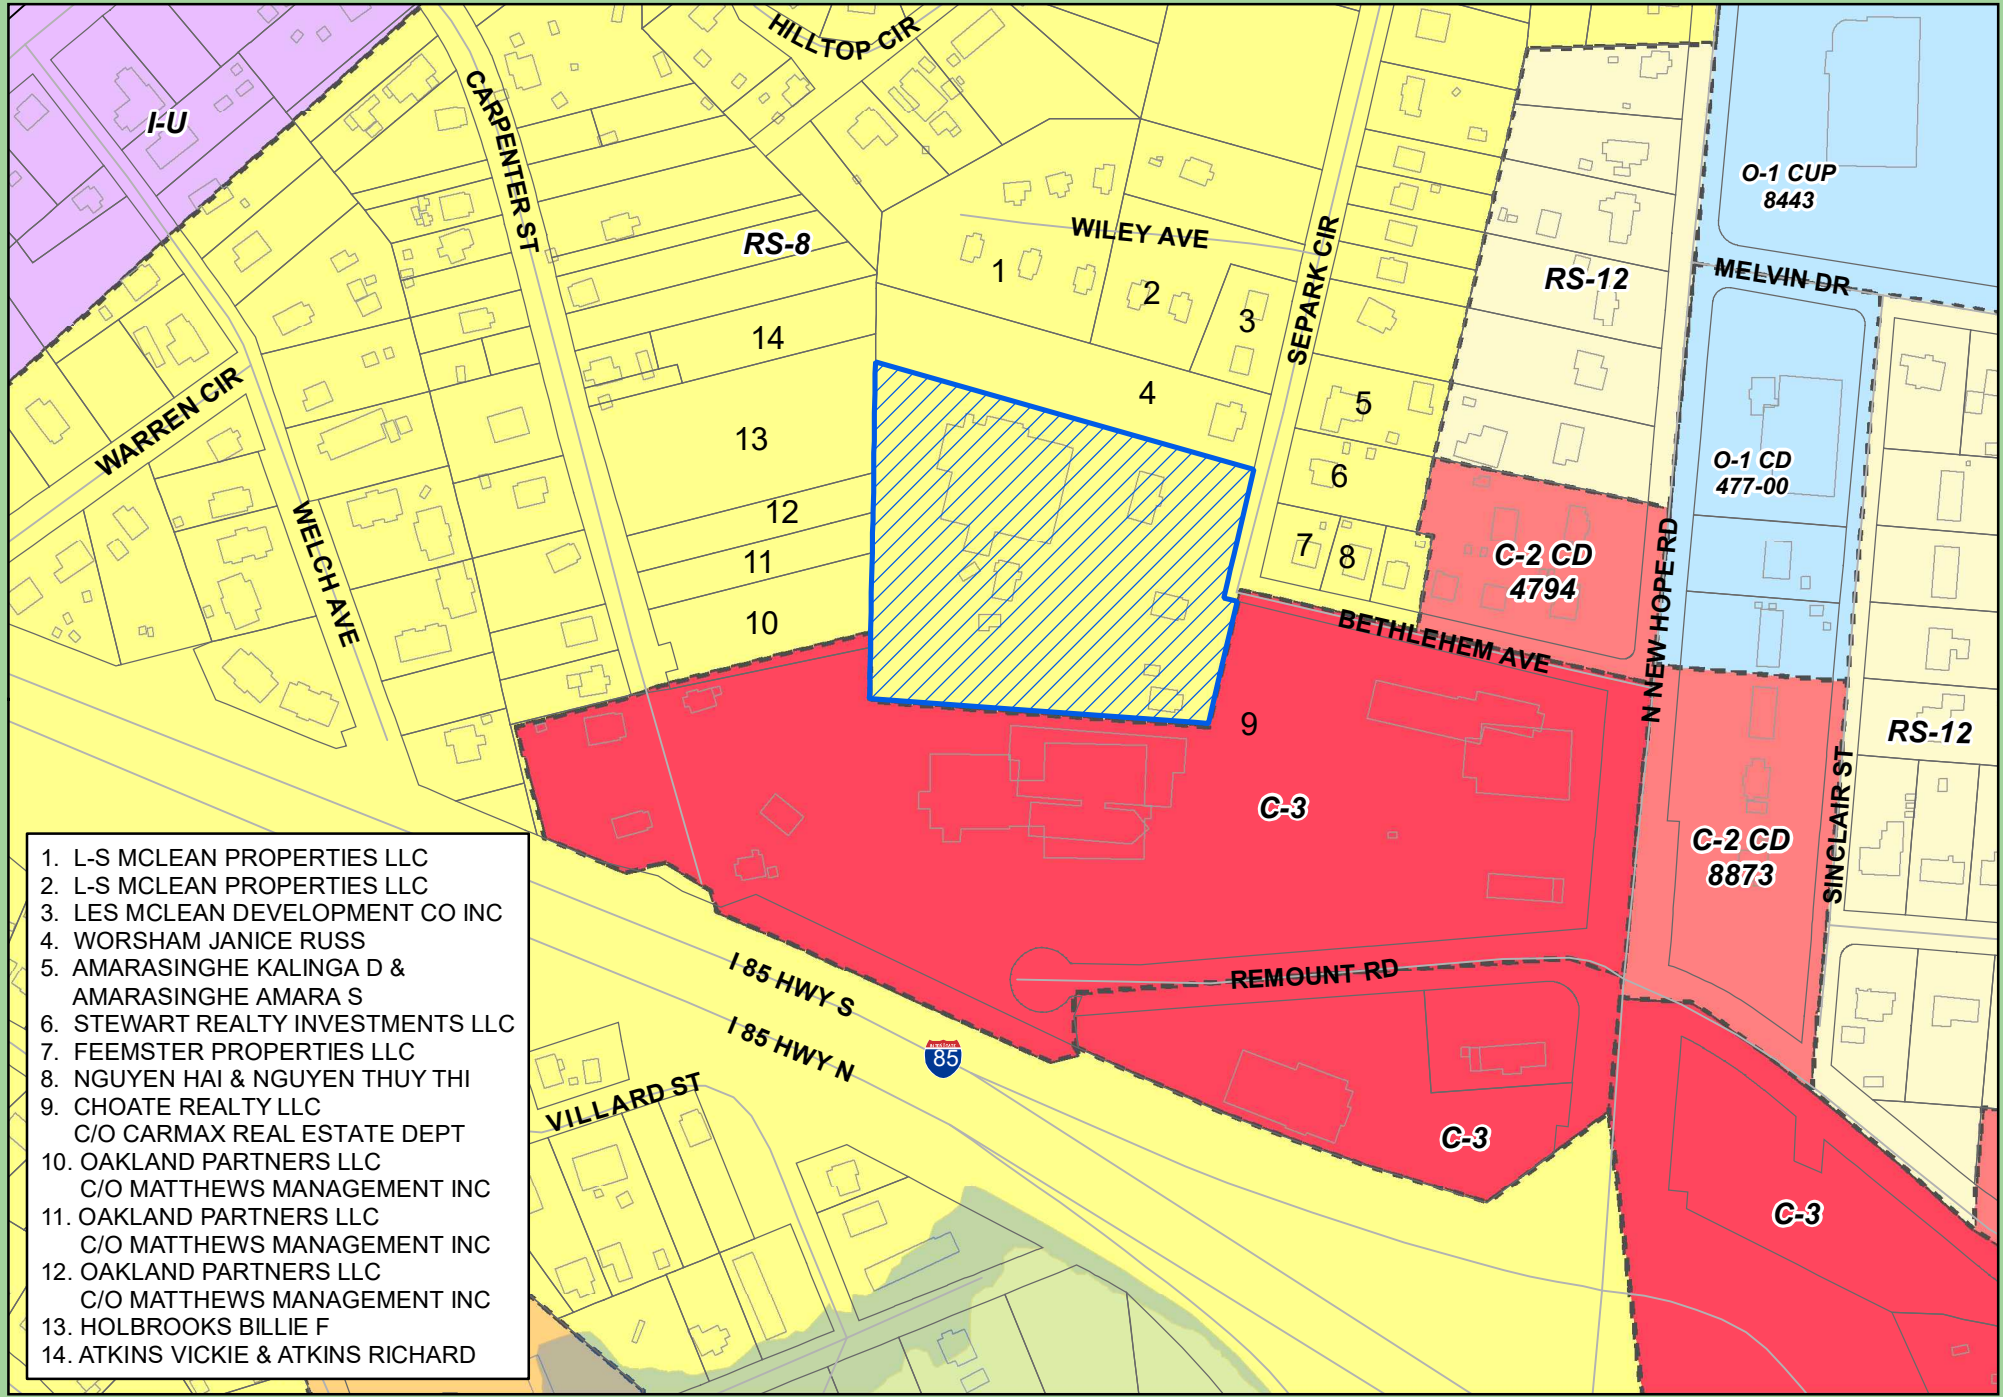 HILLTOP CIR
I-U
CARPENTER ST
O-1 CUP
8443
WILEY AVE
RS-8
SEPARK CIR
RS-12
MELVIN DR
1
2
3
14
4
5
WARREN CIR
13
O-1 CD
477-00
6
12
WELCH AVE
7
8
11
C-2 CD
4794
N NEW HOPE RD
10
BETHLEHEM AVE
9
RS-12
C-3
C-2 CD
8873
SINCLAIR ST
I 85 HWY S
REMOUNT RD
I 85 HWY N
85
VILLARD ST
C-3
C-3
1. L-S MCLEAN PROPERTIES LLC
2. L-S MCLEAN PROPERTIES LLC
3. LES MCLEAN DEVELOPMENT CO INC
4. WORSHAM JANICE RUSS
5. AMARASINGHE KALINGA D &
AMARASINGHE AMARA S
6. STEWART REALTY INVESTMENTS LLC
7. FEEMSTER PROPERTIES LLC
8. NGUYEN HAI & NGUYEN THUY THI
9. CHOATE REALTY LLC
C/O CARMAX REAL ESTATE DEPT
10. OAKLAND PARTNERS LLC
C/O MATTHEWS MANAGEMENT INC
11. OAKLAND PARTNERS LLC
C/O MATTHEWS MANAGEMENT INC
12. OAKLAND PARTNERS LLC
C/O MATTHEWS MANAGEMENT INC
13. HOLBROOKS BILLIE F
14. ATKINS VICKIE & ATKINS RICHARD